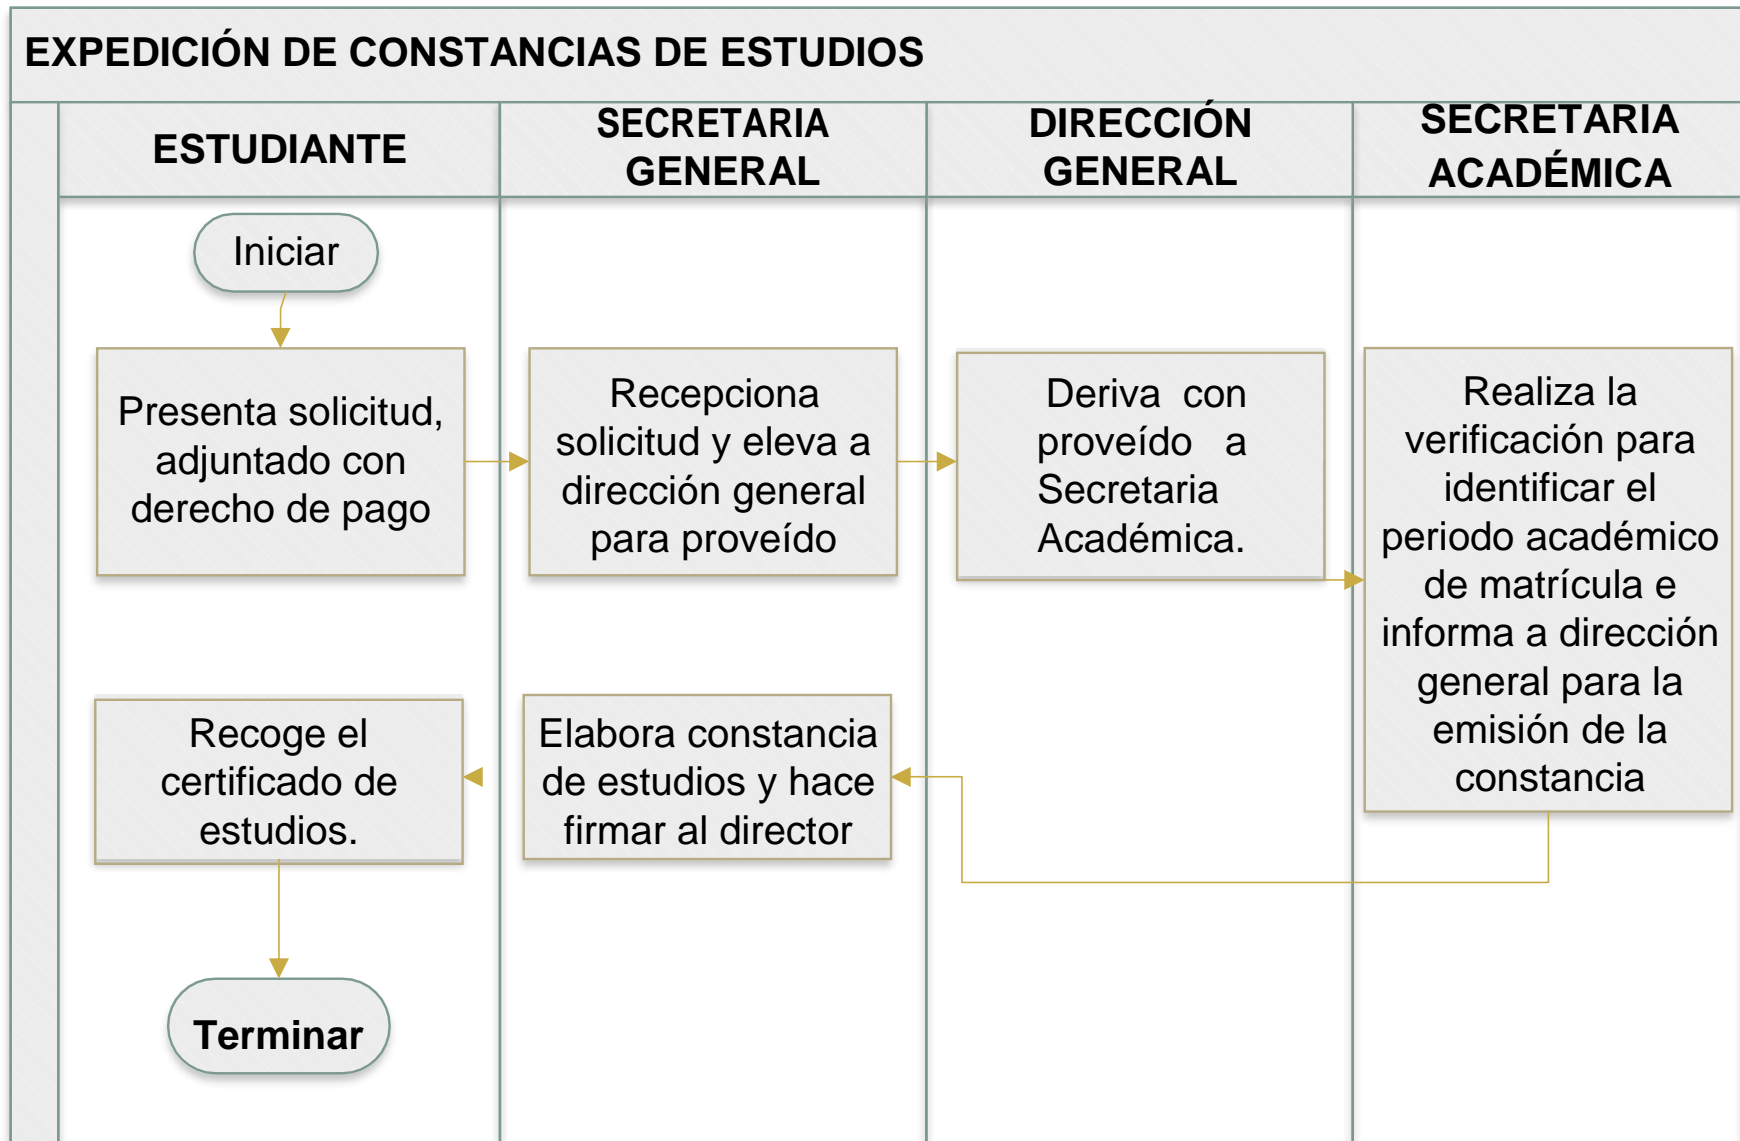 EXPEDICIÓN DE CONSTANCIAS DE ESTUDIOS
ESTUDIANTE
SECRETARIA
GENERAL
DIRECCIÓN
GENERAL
SECRETARIA
ACADÉMICA
Iniciar
Presenta solicitud,
adjuntado con
derecho de pago
Recepciona
solicitud y eleva a
dirección general
para proveído
Deriva con
proveído a
Secretaria
Académica.
Realiza la
verificación para
identificar el
periodo académico
de matrícula e
informa a dirección
general para la
emisión de la
constancia
Elabora constancia
de estudios y hace
firmar al director
Recoge el
certificado de
estudios.
Terminar